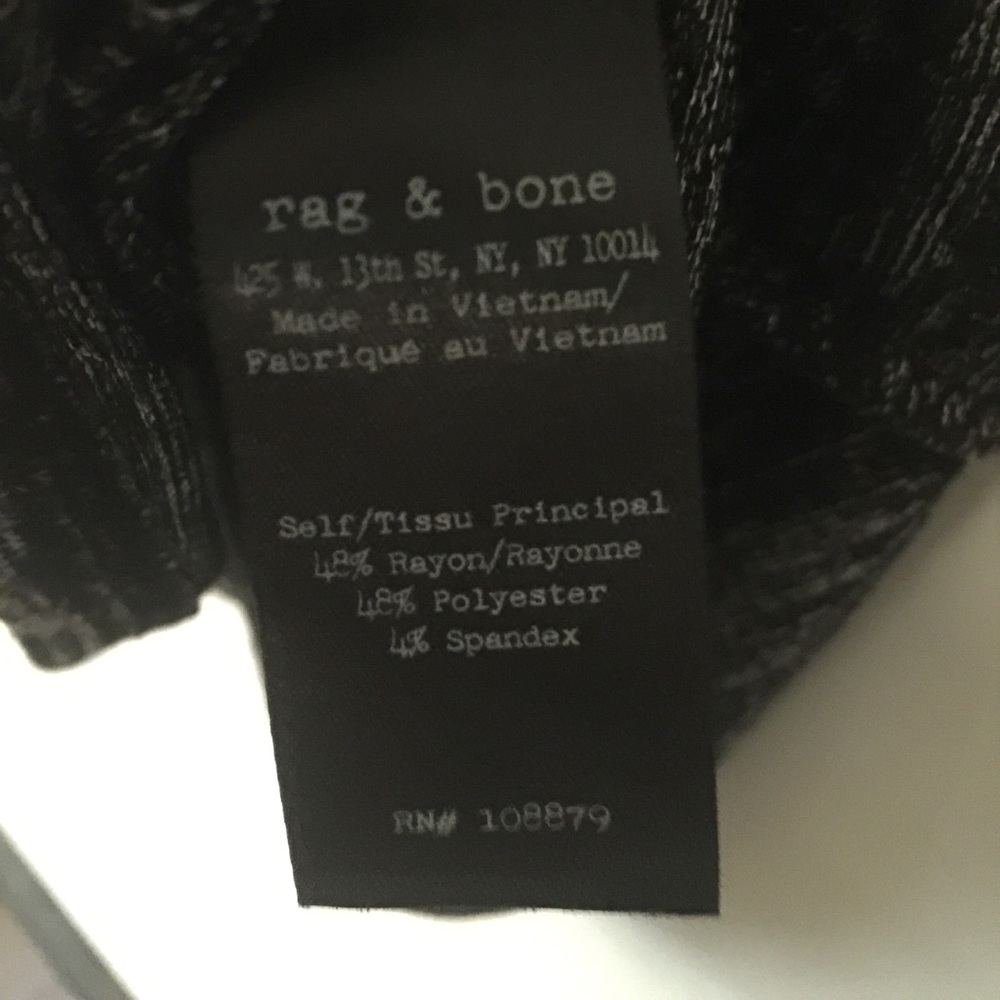 rag & bone
425 W. 13th St, NY, NY 10014
Made in Vietnam/
Fabriqué au Vietnam
Self/Tissu Principal
48% Rayon/Rayonne
48% Polyester
4% Spandex
RN# 108879